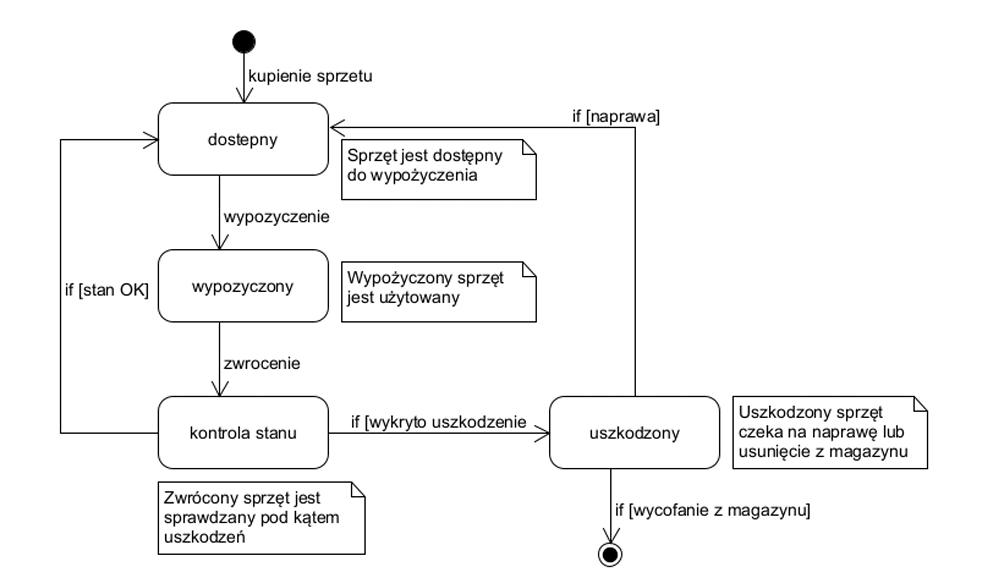 kupienie sprzetu
dostepny
if [naprawa]
Sprzęt jest dostępny
do wypożyczenia
wypozyczenie
wypozyczony
Wypożyczony sprzęt
jest użytowany
if [stan OK]
zwrocenie
kontrola stanu
if [wykryto uszkodzenie
uszkodzony
Uszkodzony sprzęt
czeka na naprawę lub
usunięcie z magazynu
Zwrócony sprzęt jest
sprawdzany pod kątem
uszkodzeń
if [wycofanie z magazynu]